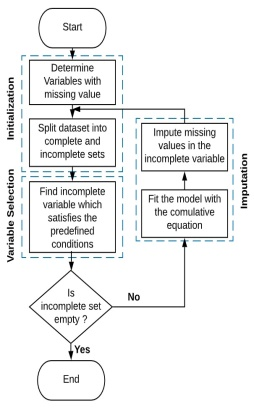 Start
Initialization
Determine
Variables with
missing value
Split dataset into
complete and
incomplete sets
Variable Selection
Find incomplete
variable which
satisfies the
predefined
conditions
Is
incomplete set
empty ?
No
Yes
End
Imputation
Impute missing
values in the
incomplete variable
Fit the model with
the comulative
equation